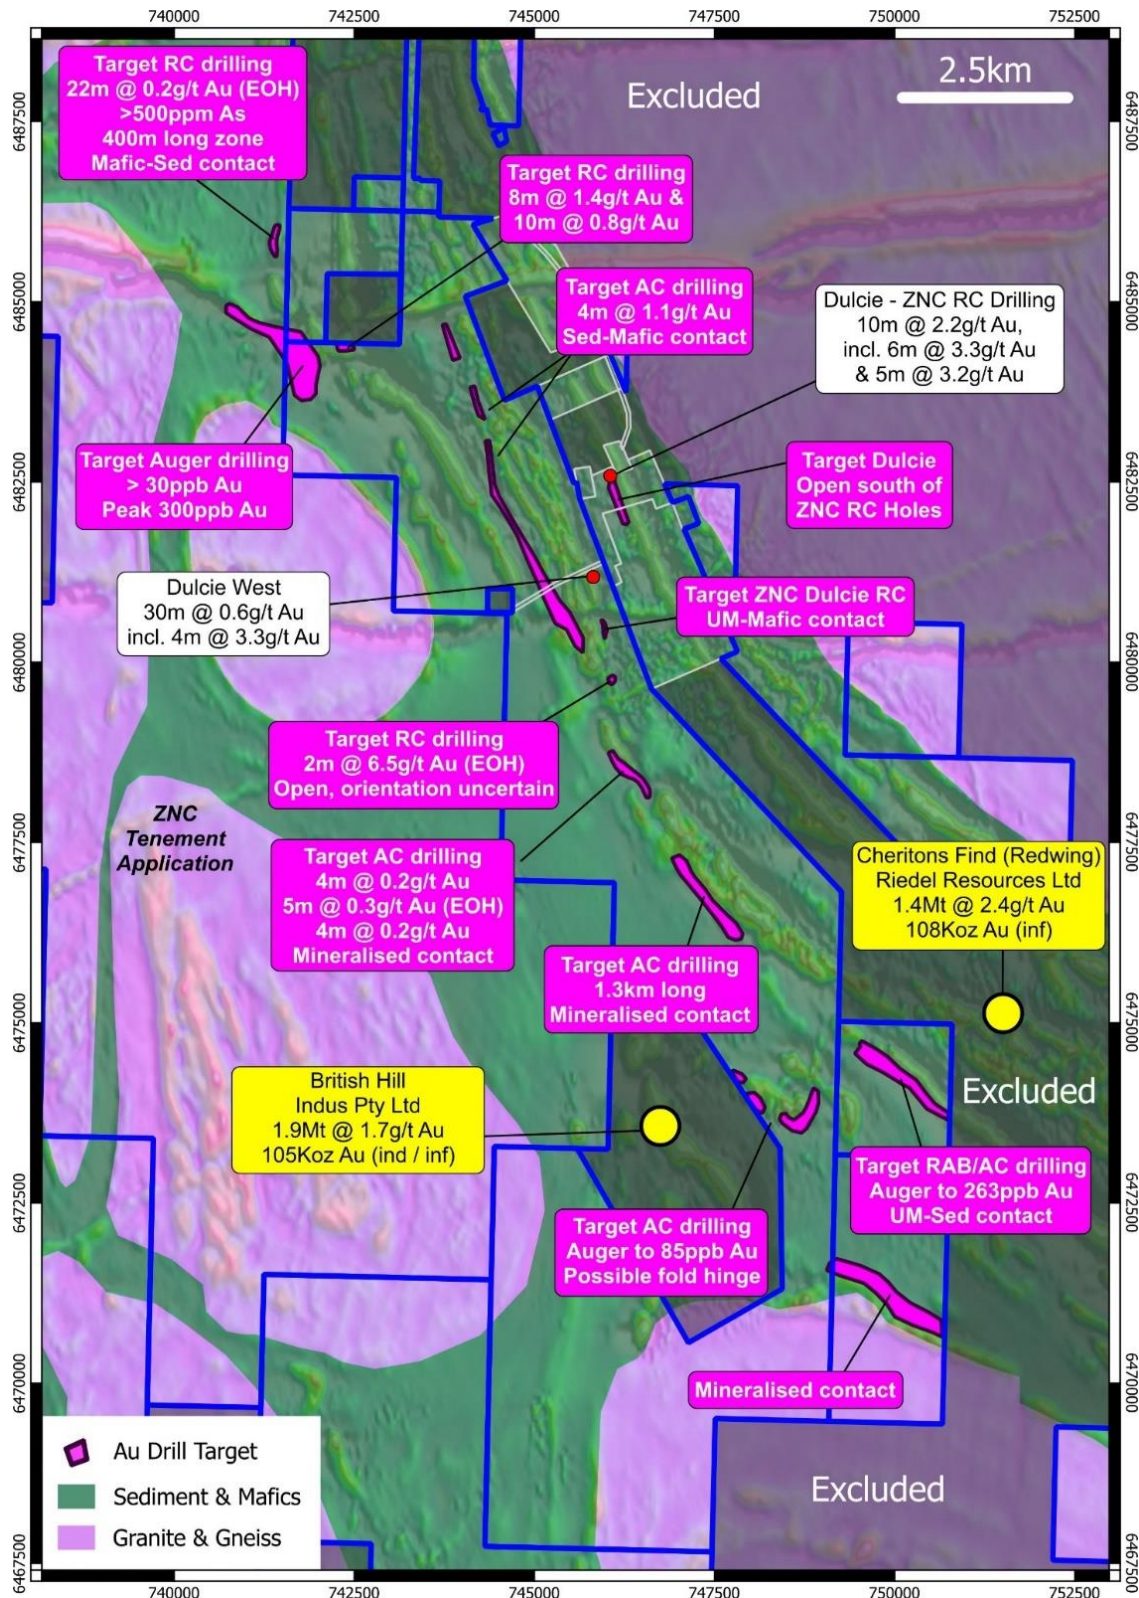 740000
742500
745000
747500
750000
752500
Target RC drilling
22m @ 0.2g/t Au (EOH)
>500ppm As
400m long zone
Mafic-Sed contact
Excluded
2.5km
6487500
6487500
Target RC drilling
8m @ 1.4g/t Au &
10m @ 0.8g/t Au
Target AC drilling
4m @ 1.1g/t Au
Sed-Mafic contact
Dulcie - ZNC RC Drilling
10m @ 2.2g/t Au,
incl. 6m @ 3.3g/t Au
& 5m @ 3.2g/t Au
6485000
6485000
Target Auger drilling
> 30ppb Au
Peak 300ppb Au
Target Dulcie
Open south of
ZNC RC Holes
6482500
6482500
Dulcie West
30m @ 0.6g/t Au
incl. 4m @ 3.3g/t Au
Target ZNC Dulcie RC
UM-Mafic contact
6480000
6480000
Target RC drilling
2m @ 6.5g/t Au (EOH)
Open, orientation uncertain
ZNC
Tenement
Application
6477500
6477500
Target AC drilling
4m @ 0.2g/t Au
5m @ 0.3g/t Au (EOH)
4m @ 0.2g/t Au
Mineralised contact
Cheritons Find (Redwing)
Riedel Resources Ltd
1.4Mt @ 2.4g/t Au
108Koz Au (inf)
Target AC drilling
1.3km long
Mineralised contact
6475000
6475000
British Hill
Indus Pty Ltd
1.9Mt @ 1.7g/t Au
105Koz Au (ind / inf)
Excluded
Target RAB/AC drilling
Auger to 263ppb Au
UM-Sed contact
6472500
6472500
Target AC drilling
Auger to 85ppb Au
Possible fold hinge
Mineralised contact
6470000
6470000
Au Drill Target
Sediment & Mafics
Granite & Gneiss
Excluded
6467500
6467500
740000
742500
745000
747500
750000
752500